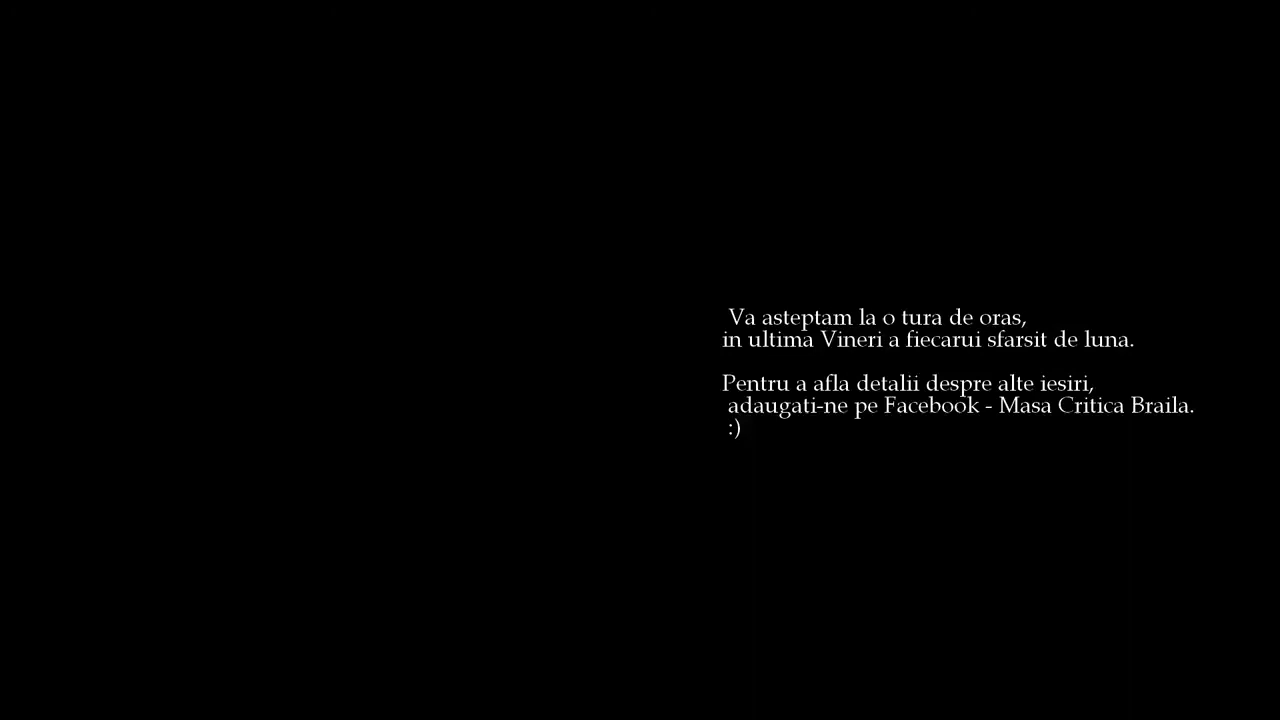 Va asteptam la o tura de oras,
in ultima Vineri a fiecarui sfarsit de luna.
Pentru a afla detalii despre alte iesiri,
adaugati-ne pe Facebook - Masa Critica Braila.
:)